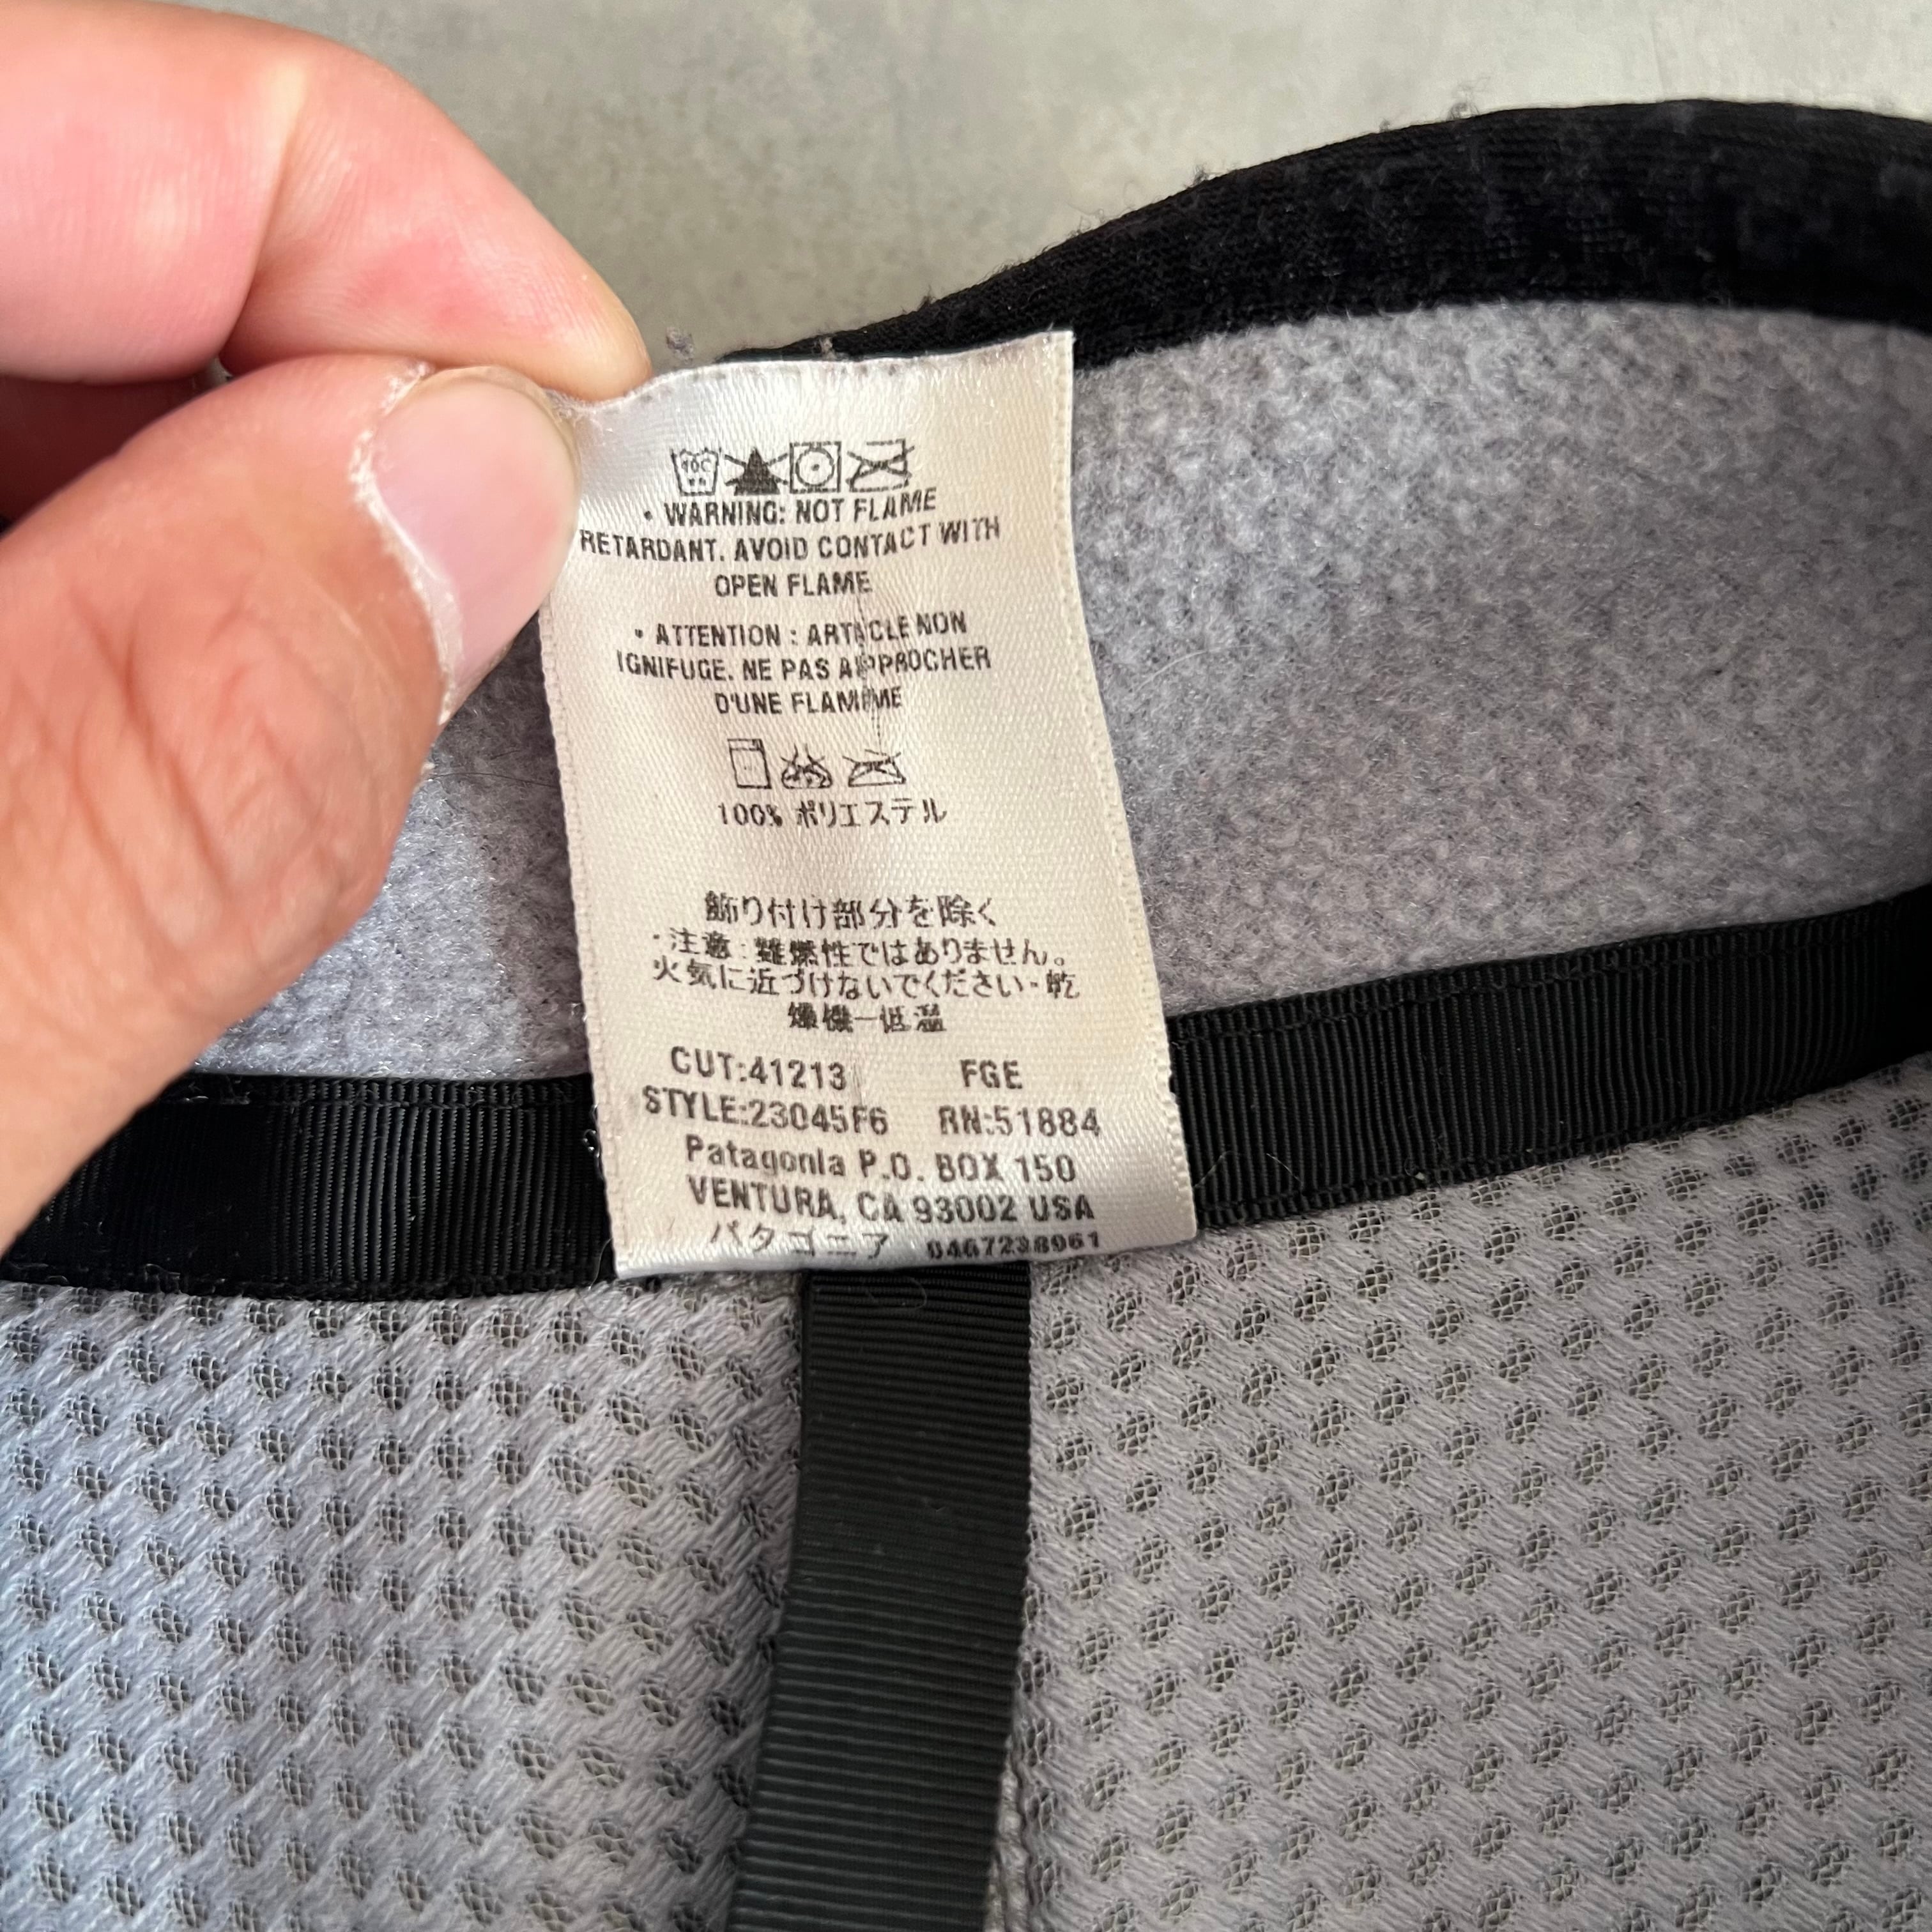 40C
• WARNING: NOT FLAME
RETARDANT. AVOID CONTACT WITH
OPEN FLAME
• ATTENTION : ARTICLE NON
IGNIFUGE. NE PAS APPROCHER
D'UNE FLAMME
100% ポリエステル
飾り付け部分を除く
・注意:難燃性ではありません。
火気に近づけないでください・乾
燥機ー低温
CUT:41213 FGE
STYLE:23045F6 RN:51884
Patagonia P.O. BOX 150
VENTURA, CA 93002 USA
パタゴニア 0467238961